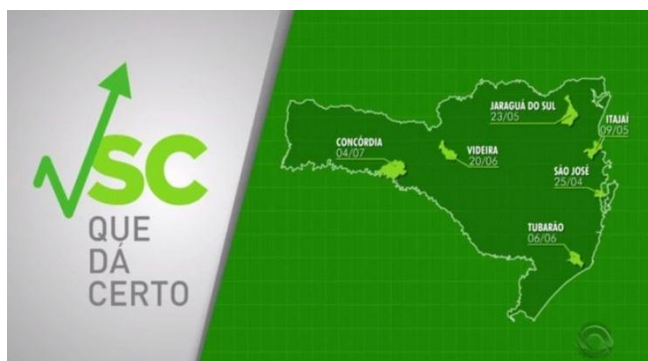 SC
QUE
DÁ
CERTO
JARAGUÁ DO SUL
23/05
ITAJAÍ
09/05
CONCÓRDIA
04/07
VIDEIRA
20/06
SÃO JOSÉ
25/04
TUBARÃO
06/06